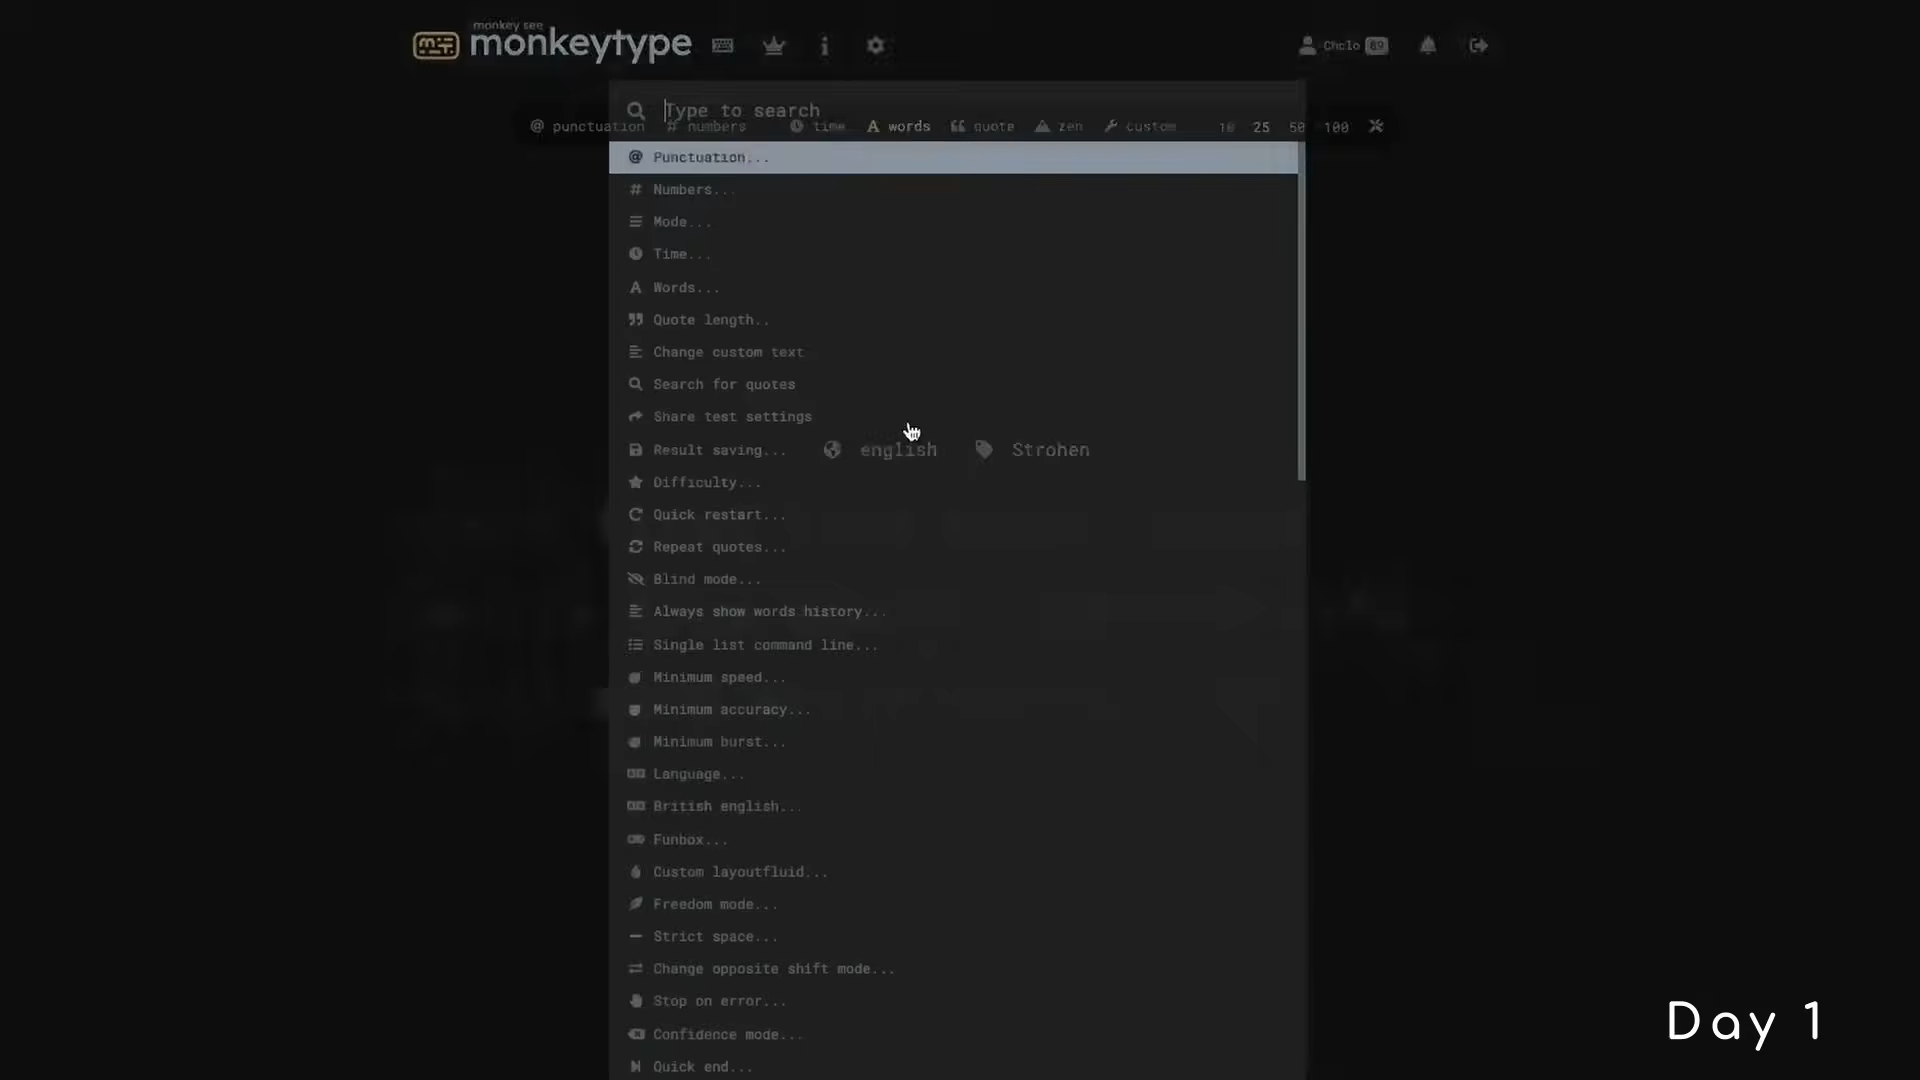 monkey see
monkeytype
Chclo 69
Type to search
@ punctuation # numbers time A words quote zen custom 10 25 50 100
@ Punctuation...
# Numbers...
Mode...
Time...
A Words...
Quote length..
Change custom text
Search for quotes
Share test settings
Result saving...
english Strohen
Difficulty...
Quick restart...
Repeat quotes...
Blind mode...
Always show words history...
Single list command line...
Minimum speed...
Minimum accuracy...
Minimum burst...
Language...
British english...
Funbox...
Custom layoutfluid...
Freedom mode...
Strict space...
Change opposite shift mode...
Stop on error...
Confidence mode...
Quick end...
Day 1